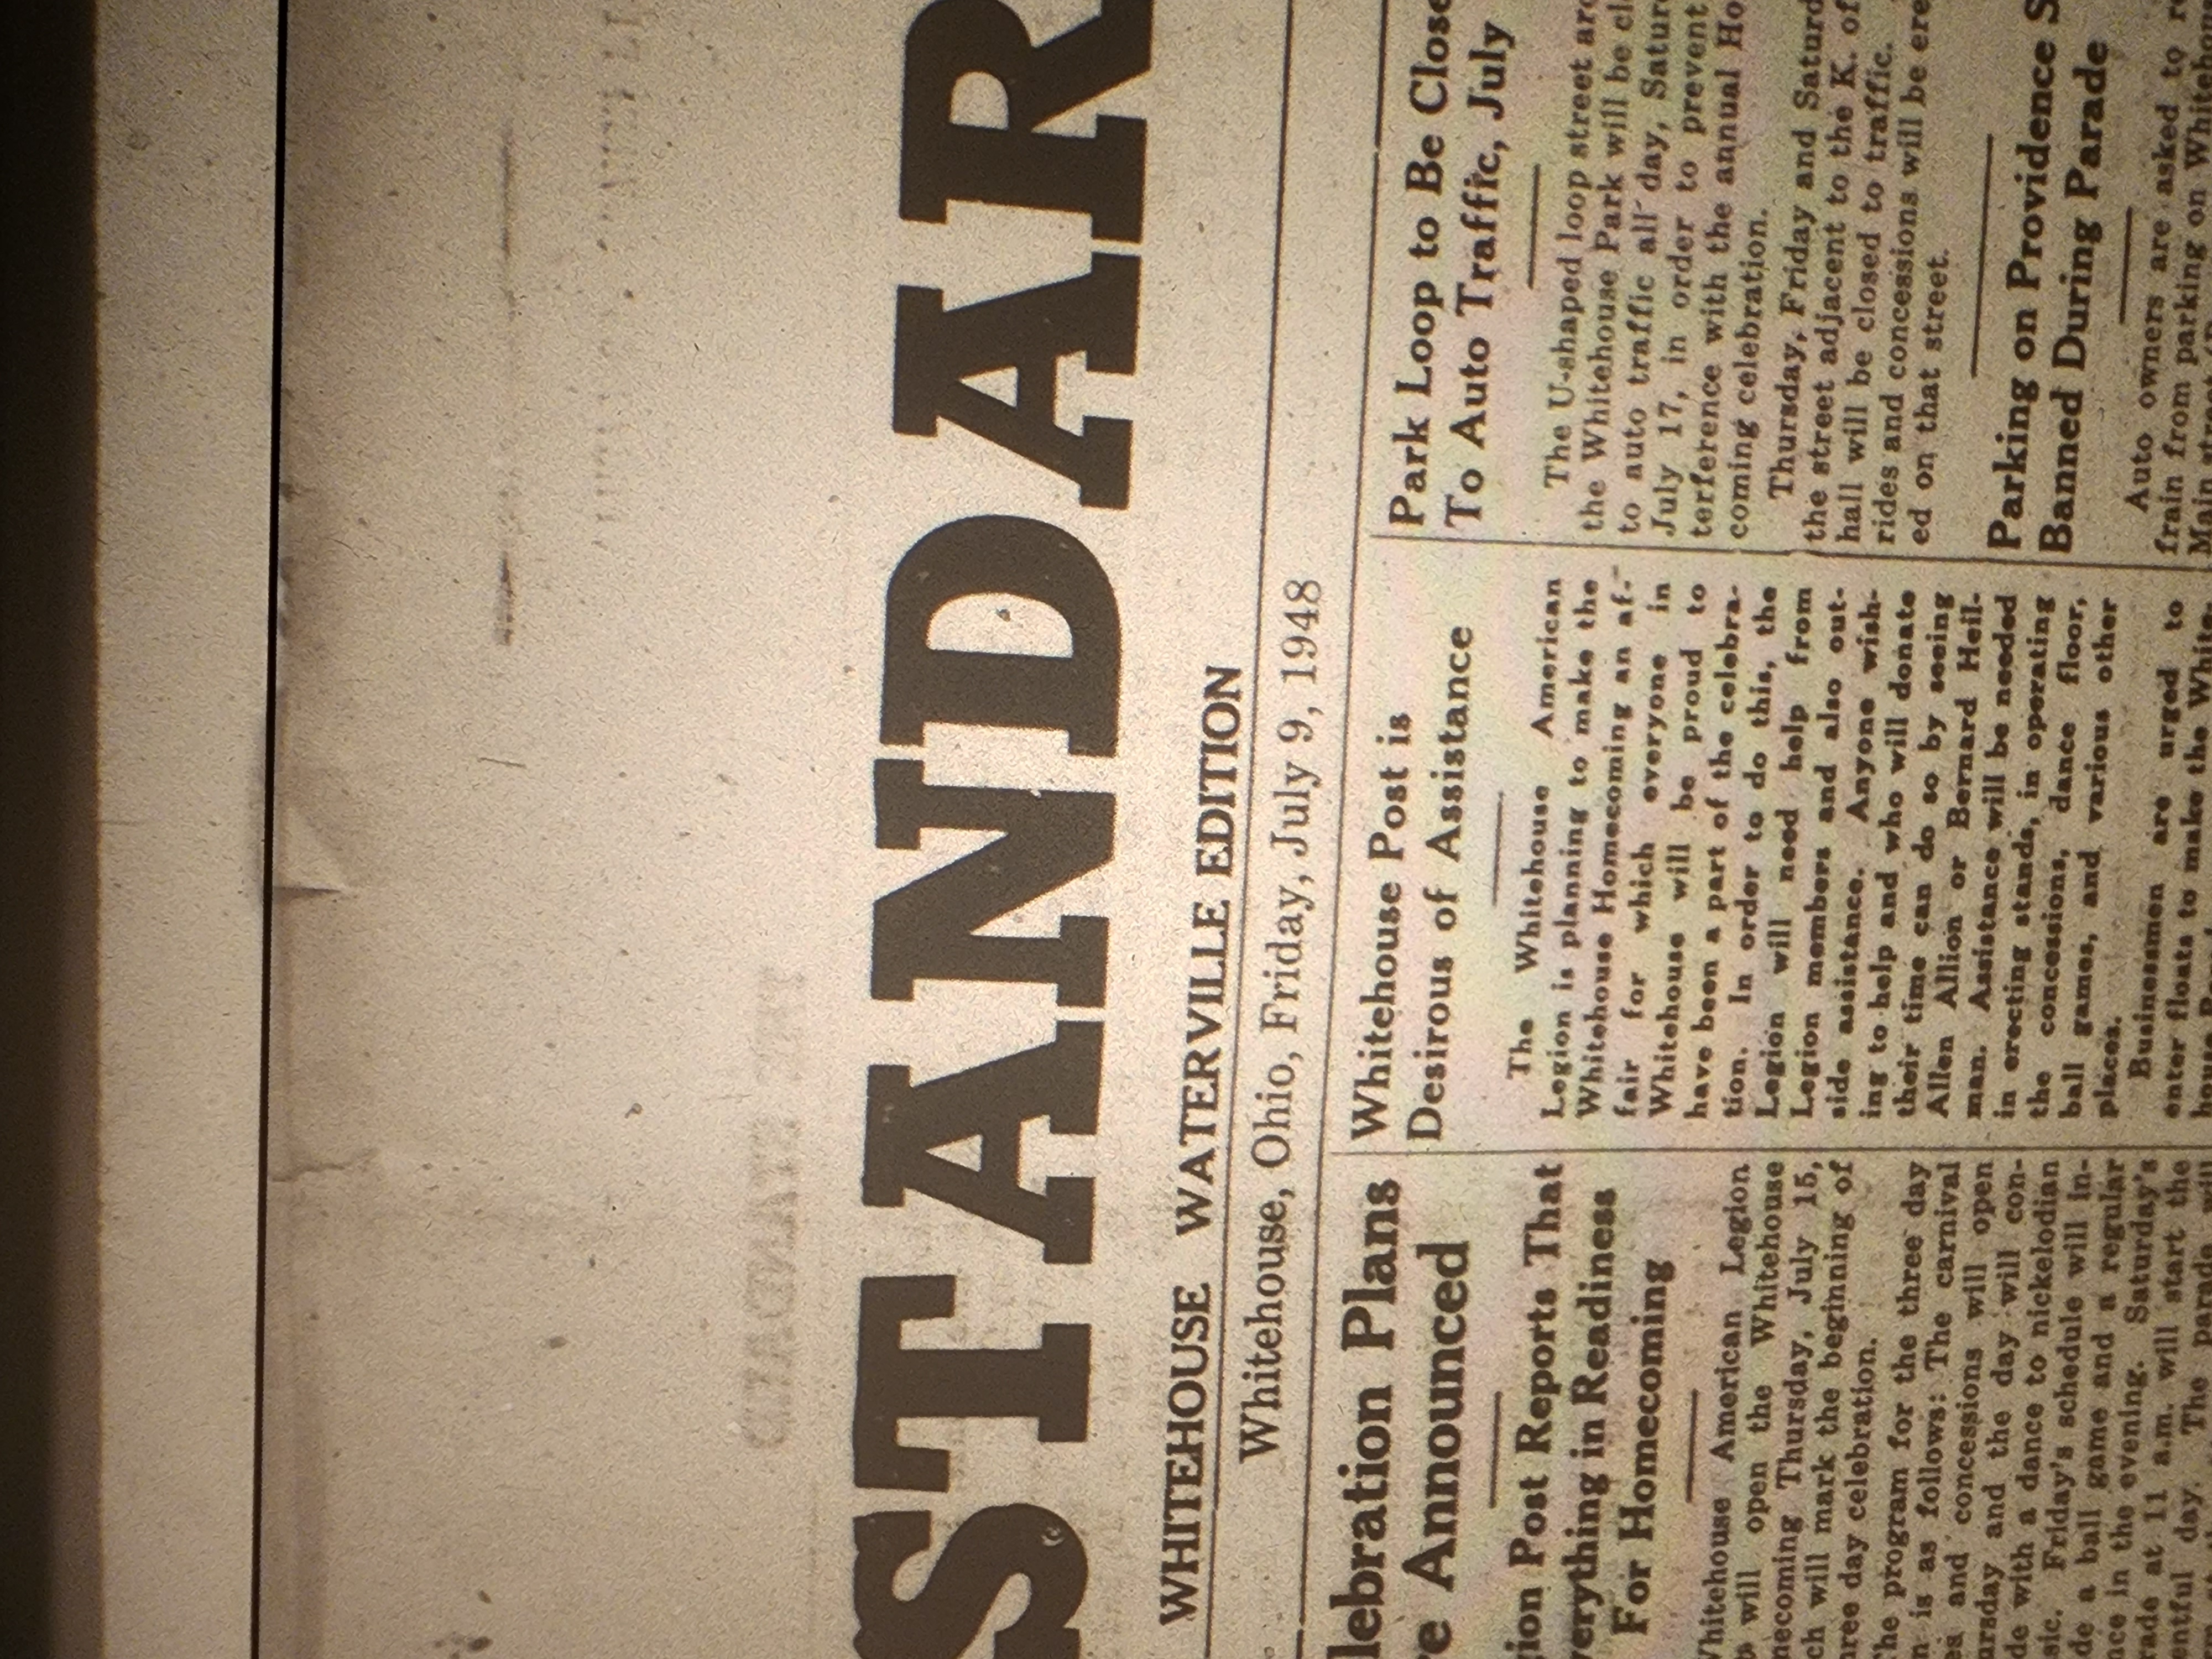 STANDAR
WHITEHOUSE WATERVILLE EDITION
Whitehouse, Ohio, Friday, July 9, 1948
lebration Plans
e Announced
ion Post Reports That
verything in Readiness
For Homecoming
Whitehouse American Legion
will open the Whitehouse
mecoming Thursday, July 15,
ch will mark the beginning of
hree day celebration.
The program for the three day
n is as follows: The carnival
es and concessions will open
ursday and the day will con-
de with a dance to nickelodian
sic. Friday's schedule will in-
de a ball game and a regular
nce in the evening. Saturday's
rade at 11 a.m. will start the
entful day. The parade will
Whitehouse Post is
Desirous of Assistance
The Whitehouse American
Legion is planning to make the
Whitehouse Homecoming an af-
fair for which everyone in
Whitehouse will be proud to
have been a part of the celebra-
tion. In order to do this, the
Legion will need help from
Legion members and also out-
side assistance. Anyone wish-
ing to help and who will donate
their time can do so by seeing
Allen Allion or Bernard Heil-
man. Assistance will be needed
in erecting stands, in operating
the concessions, dance floor,
ball games, and various other
places.
Businessmen are urged to
enter floats to make the White-
Park Loop to Be Close
To Auto Traffic, July
The U-shaped loop street aro
the Whitehouse Park will be cl
to auto traffic all day, Satur
July 17, in order to prevent
terference with the annual Ho
coming celebration.
Thursday, Friday and Saturd
the street adjacent to the K. of
hall will be closed to traffic.
rides and concessions will be ere
ed on that street.
Parking on Providence S
Banned During Parade
Auto owners are asked to re
frain from parking on Whiteho